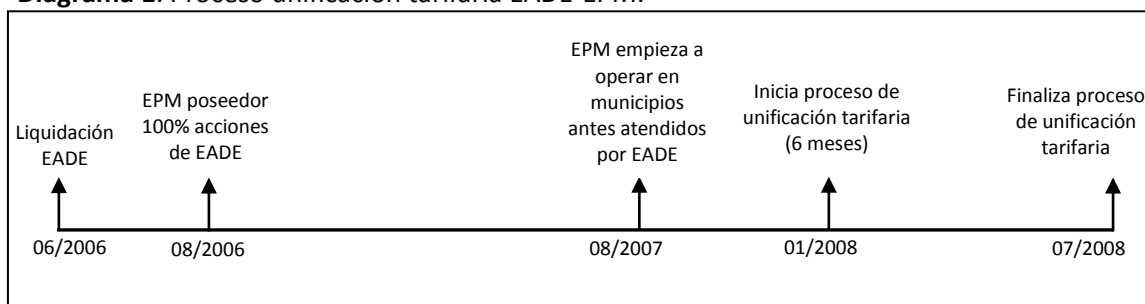 Diagrama Proceso unificación tarifaria EADE-EPM.
Liquidación
EADE
EPM poseedor
100% acciones
de EADE
EPM empieza a
operar en
municipios
antes atendidos
por EADE
Inicia proceso de
unificación tarifaria
(6 meses)
Finaliza proceso
de unificación
tarifaria
06/2006
08/2006
08/2007
01/2008
07/2008